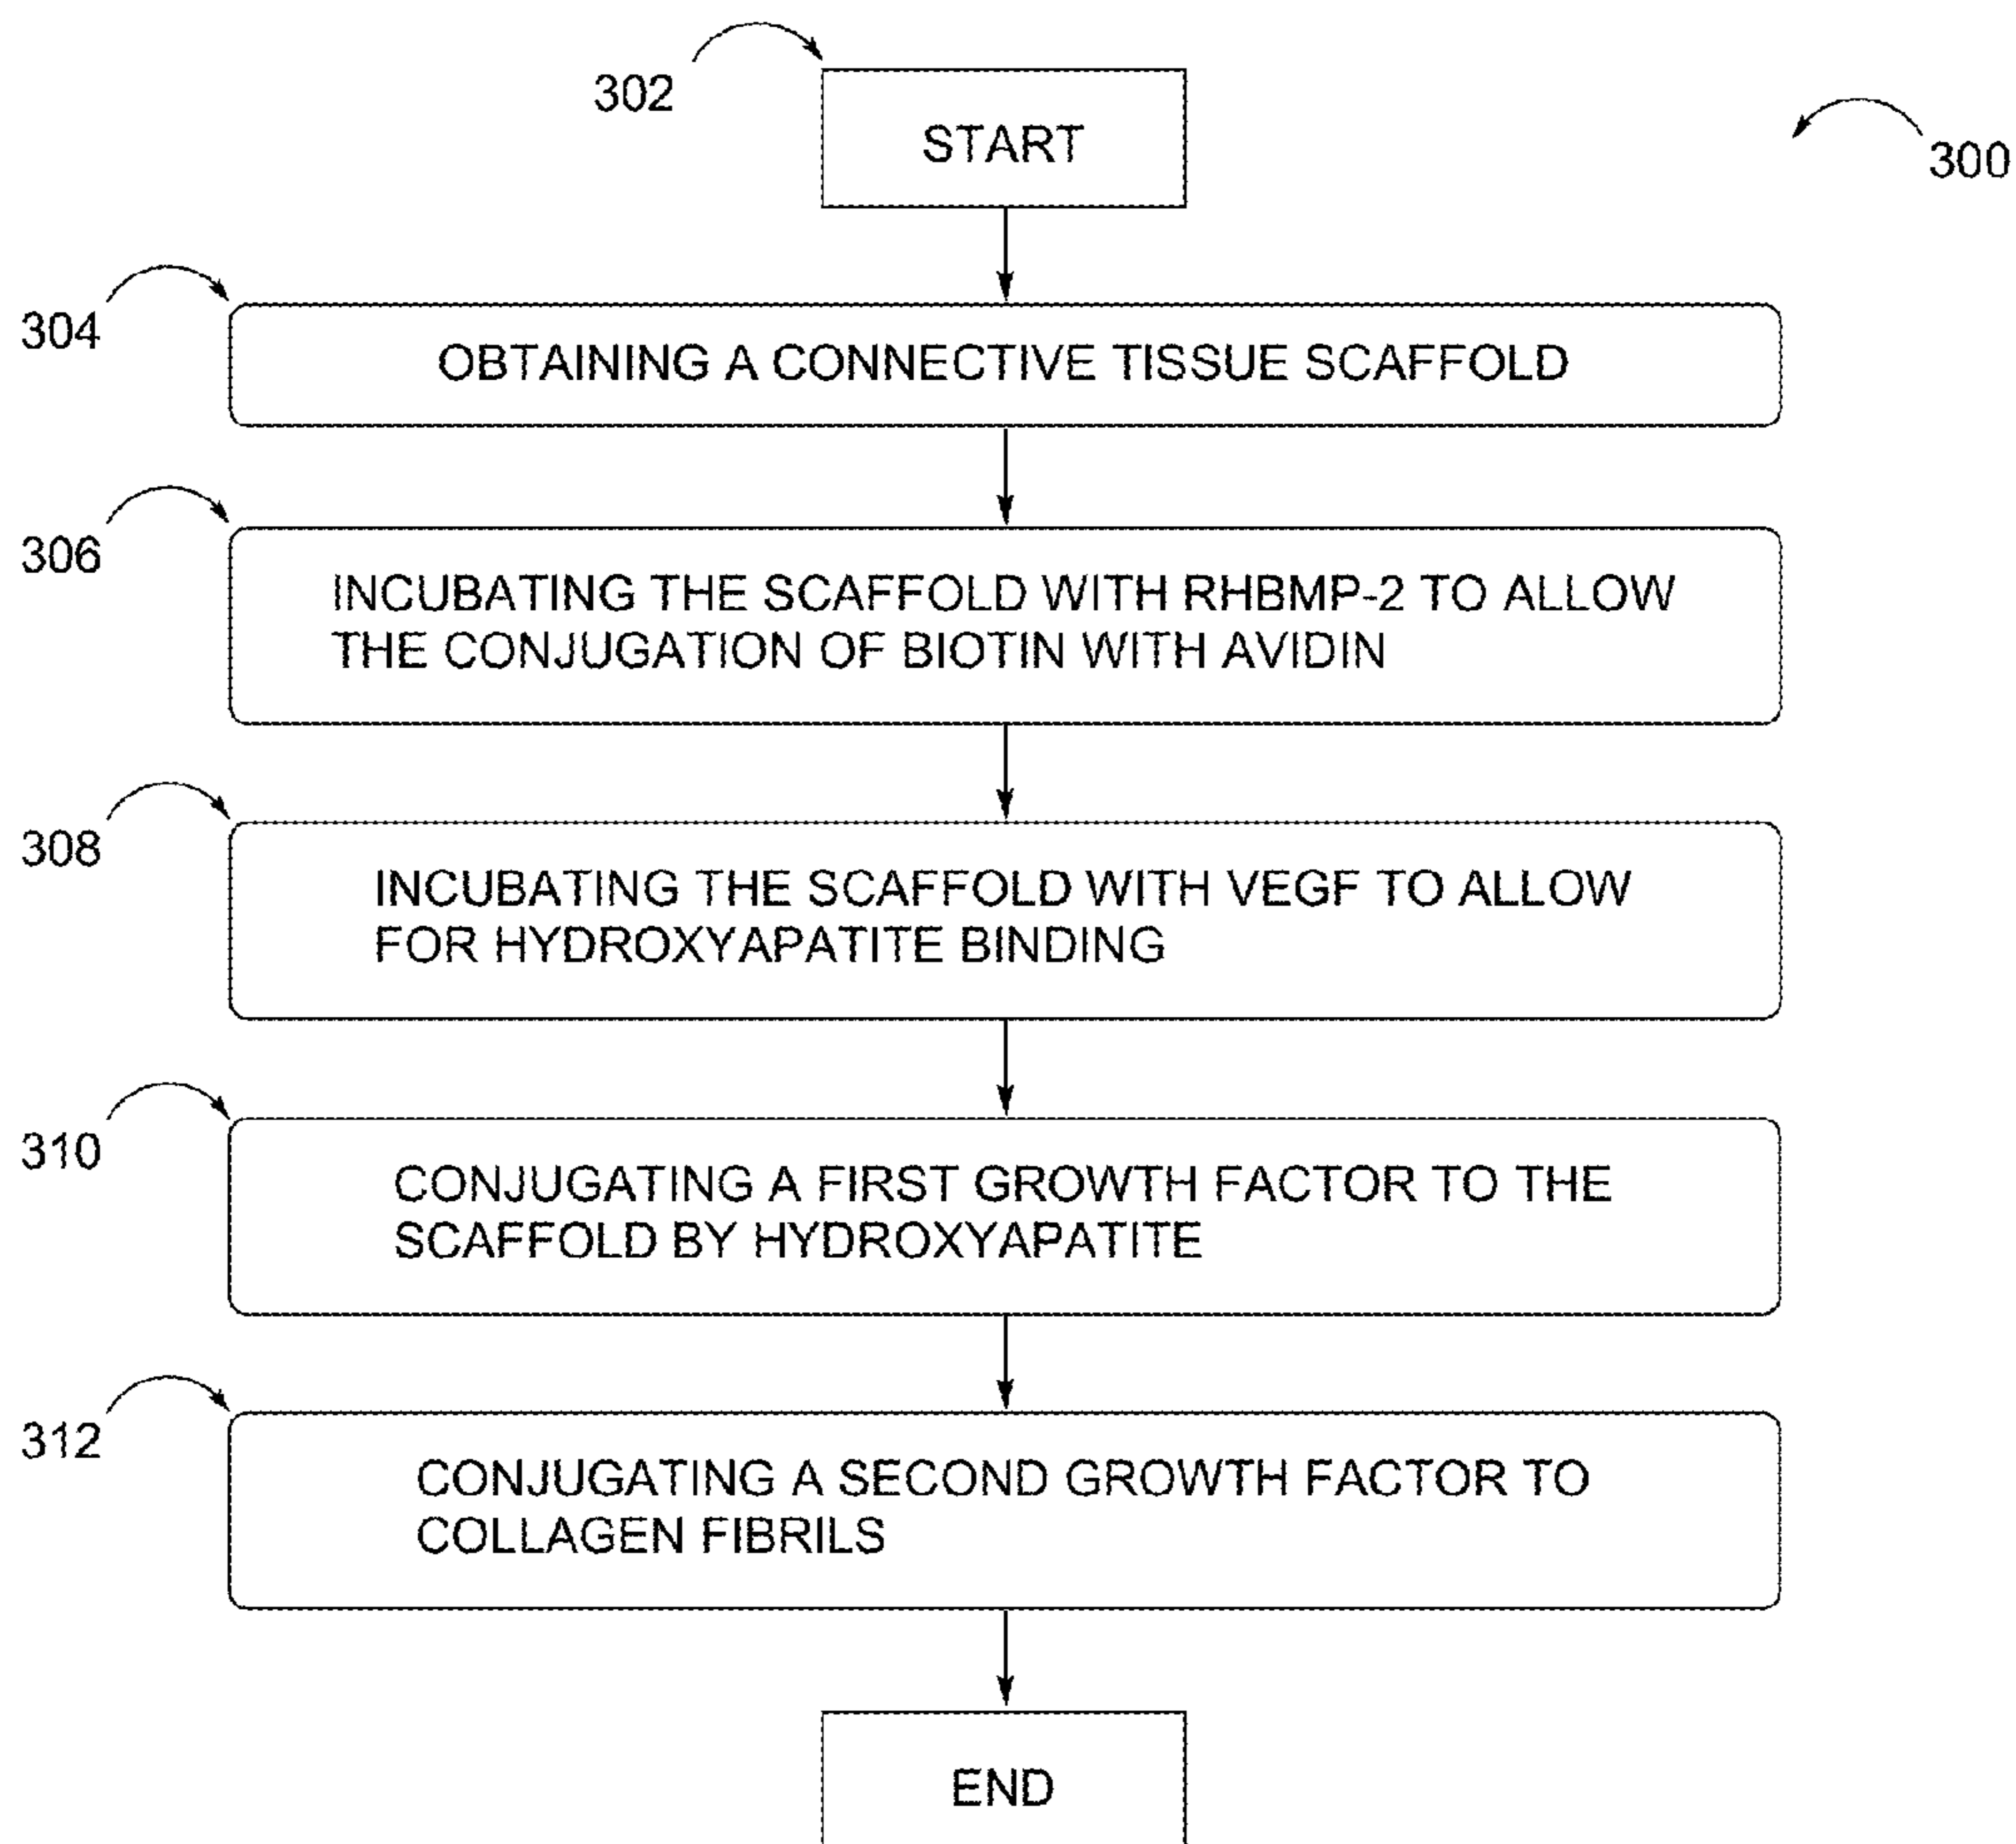 302
START
300
304
OBTAINING A CONNECTIVE TISSUE SCAFFOLD
306
INCUBATING THE SCAFFOLD WITH RHBMP-2 TO ALLOW
THE CONJUGATION OF BIOTIN WITH AVIDIN
308
INCUBATING THE SCAFFOLD WITH VEGF TO ALLOW
FOR HYDROXYAPATITE BINDING
310
CONJUGATING A FIRST GROWTH FACTOR TO THE
SCAFFOLD BY HYDROXYAPATITE
312
CONJUGATING A SECOND GROWTH FACTOR TO
COLLAGEN FIBRILS
END